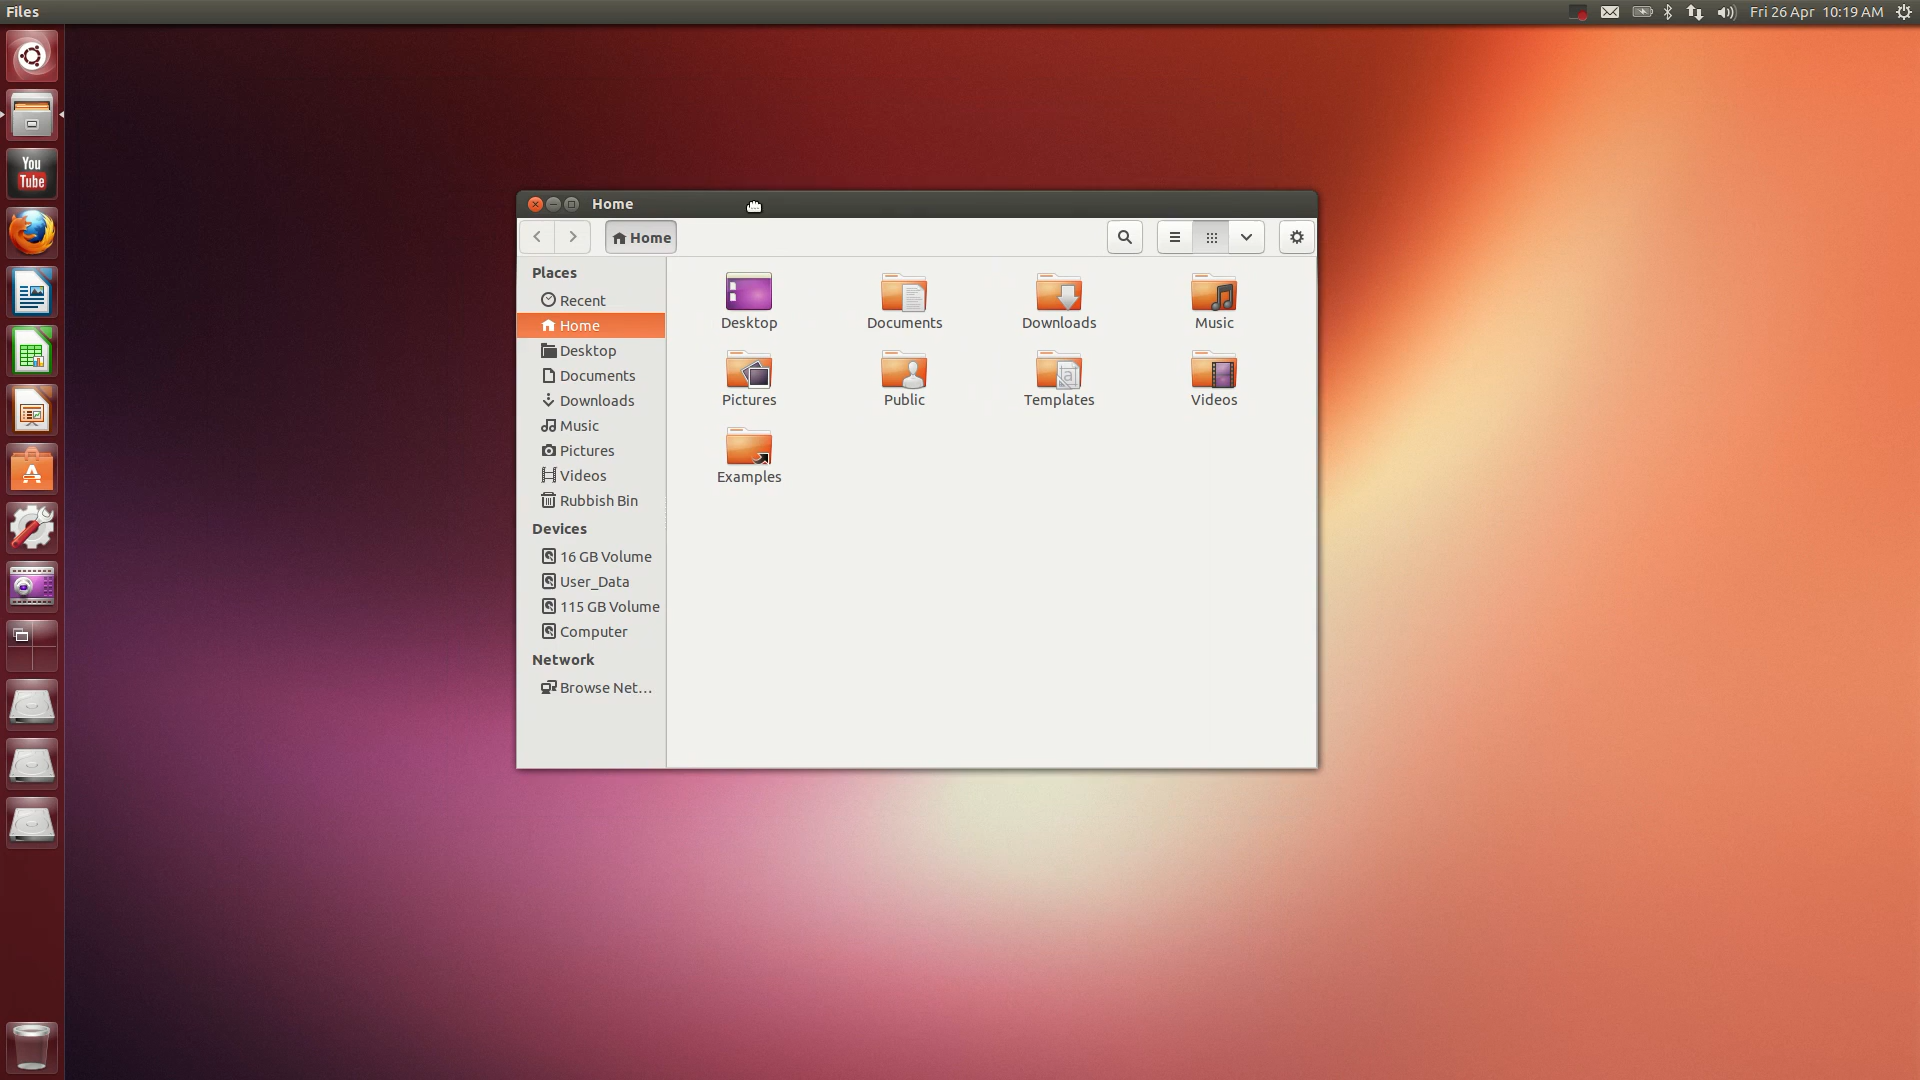 Files
Fri 26 Apr 10:19 AM
You
Tube
Home
Home
Places
Recent
Home
Desktop
Documents
Downloads
Music
Pictures
Videos
Rubbish Bin
Devices
16 GB Volume
User_Data
115 GB Volume
Computer
Network
Browse Net…
Desktop
Documents
Downloads
Music
Pictures
Public
Templates
Videos
Examples